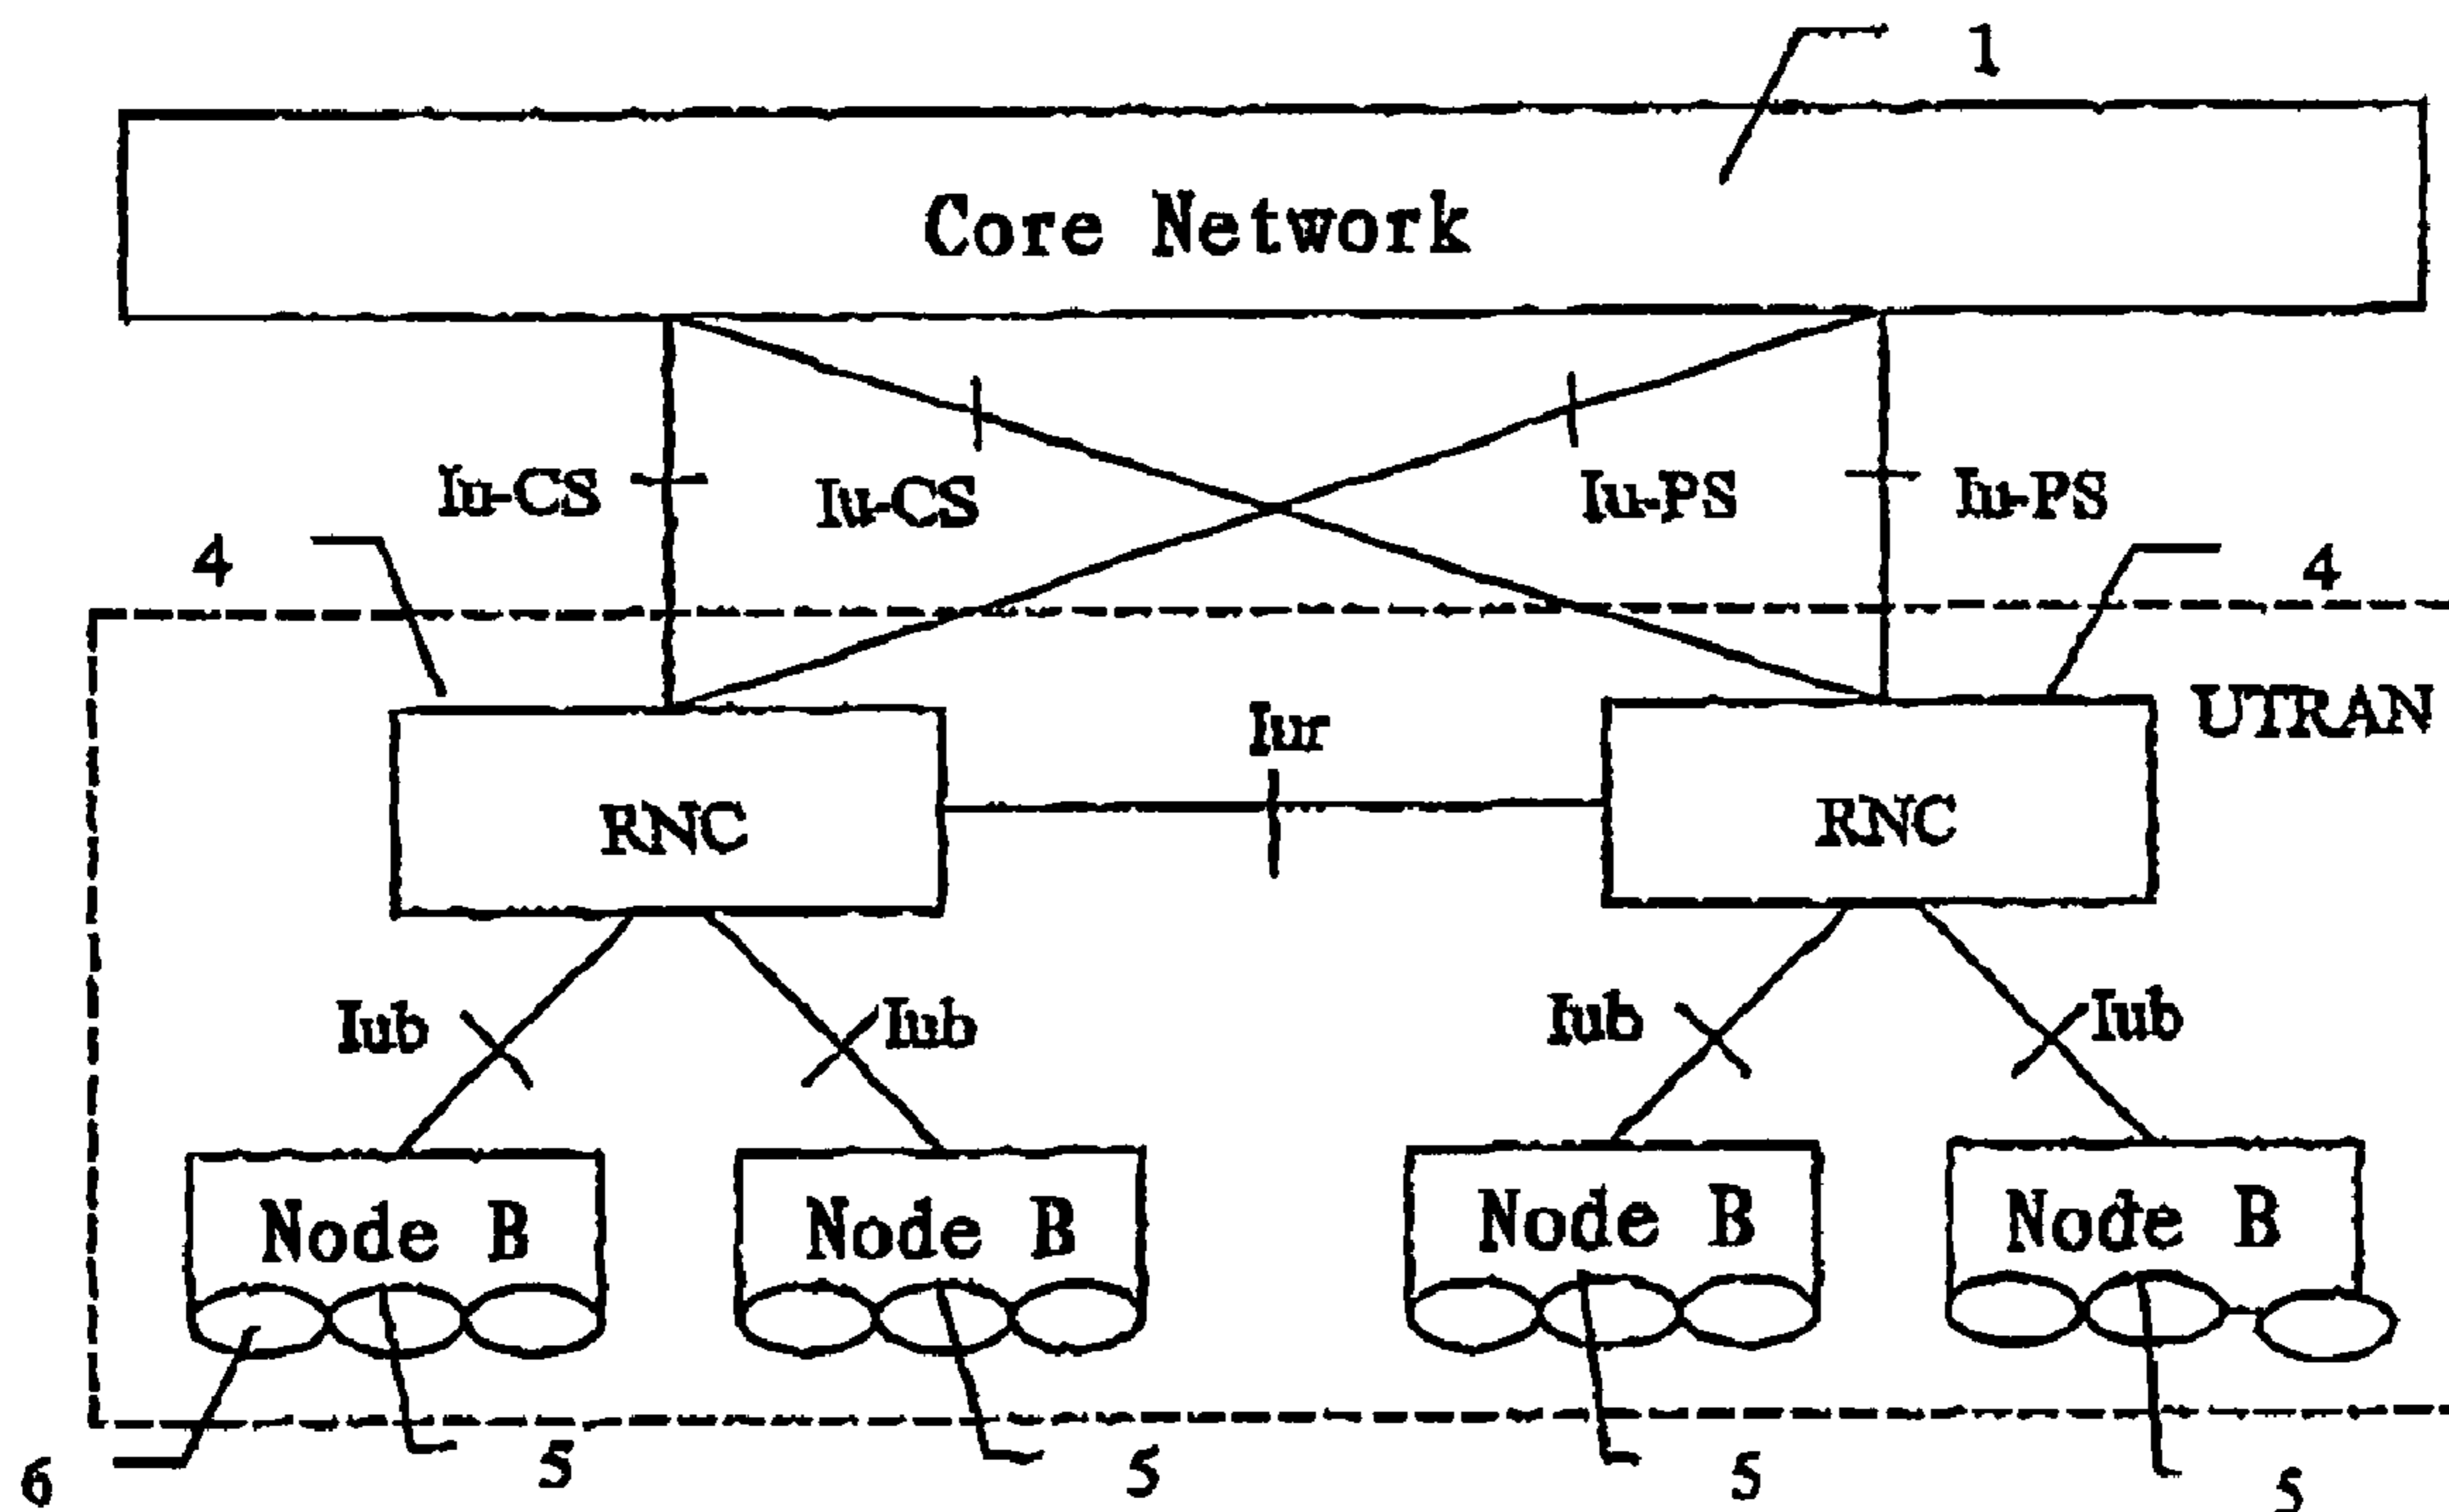 1
Core Network
Iu-CS Iu-CS Iu-PS Iu-PS
4 4
UTRAN
Iur
RNC RNC
Iub Iub Iub Iub
Node B Node B Node B Node B
6 5 5 5 5